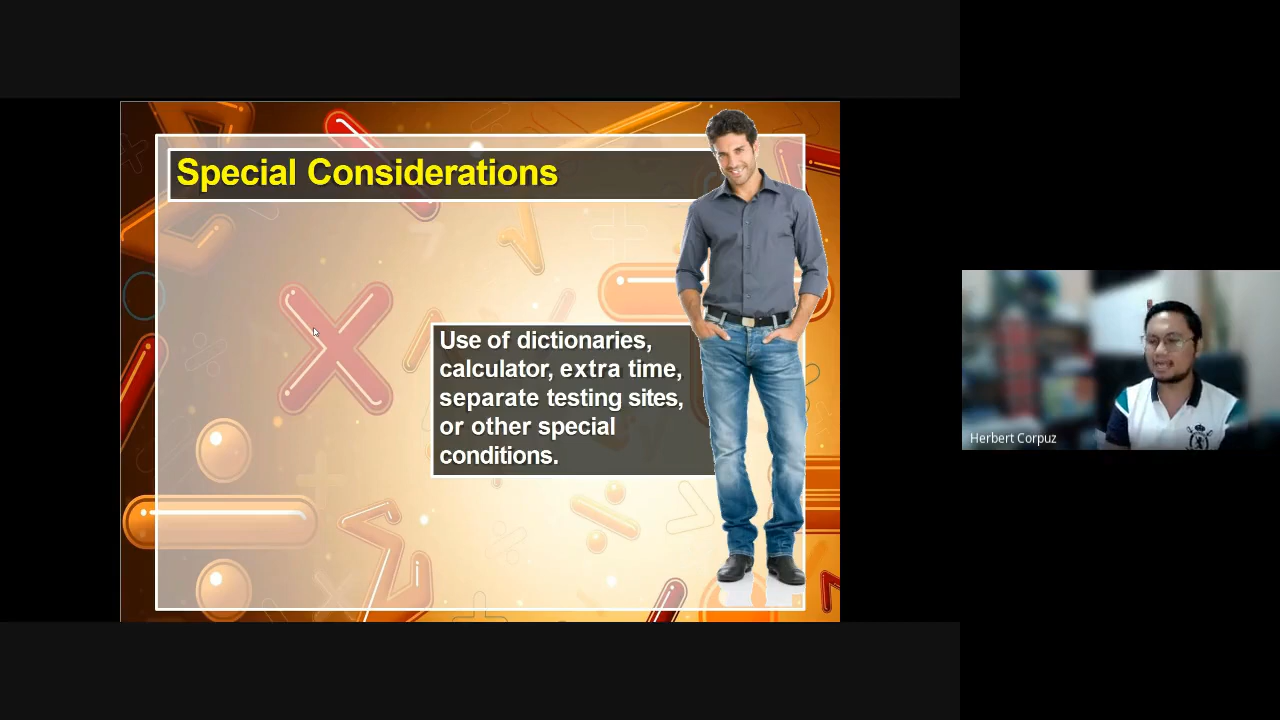 Special Considerations
Use of dictionaries,
calculator, extra time,
separate testing sites,
or other special
conditions.
Herbert Corpuz